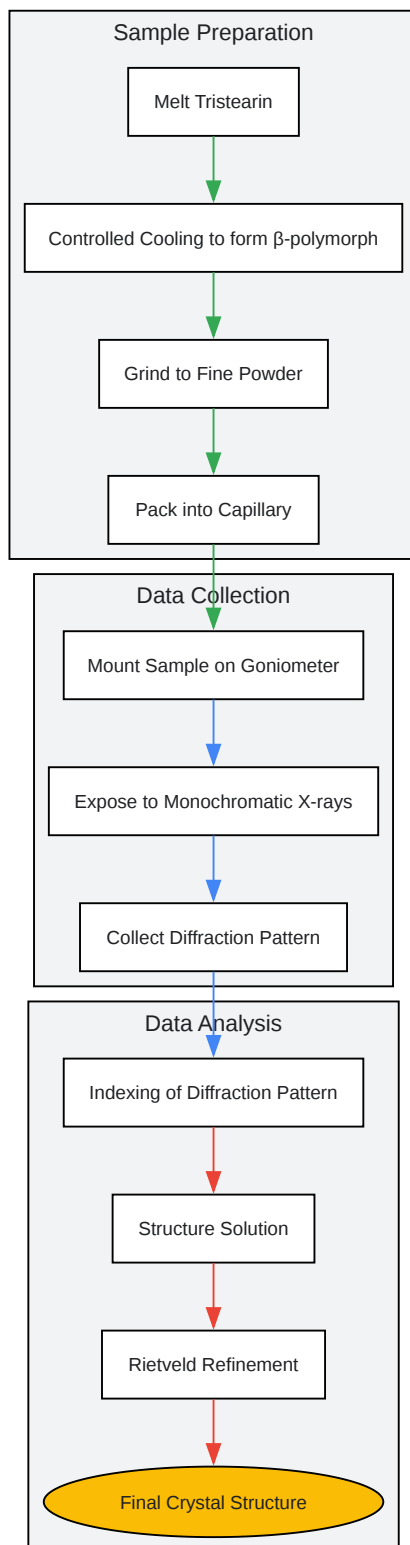 Sample Preparation
Melt Tristearin
Controlled Cooling to form β-polymorph
Grind to Fine Powder
Pack into Capillary
Data Collection
Mount Sample on Goniometer
Expose to Monochromatic X-rays
Collect Diffraction Pattern
Data Analysis
Indexing of Diffraction Pattern
Structure Solution
Rietveld Refinement
Final Crystal Structure